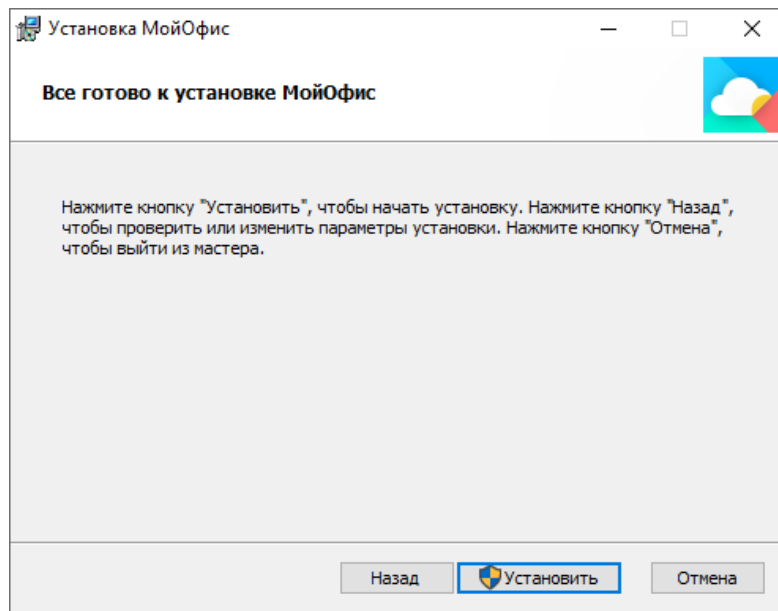 Установка МойОфис
Все готово к установке МойОфис
Нажмите кнопку "Установить", чтобы начать установку. Нажмите кнопку "Назад",
чтобы проверить или изменить параметры установки. Нажмите кнопку "Отмена",
чтобы выйти из мастера.
Назад Установить Отмена